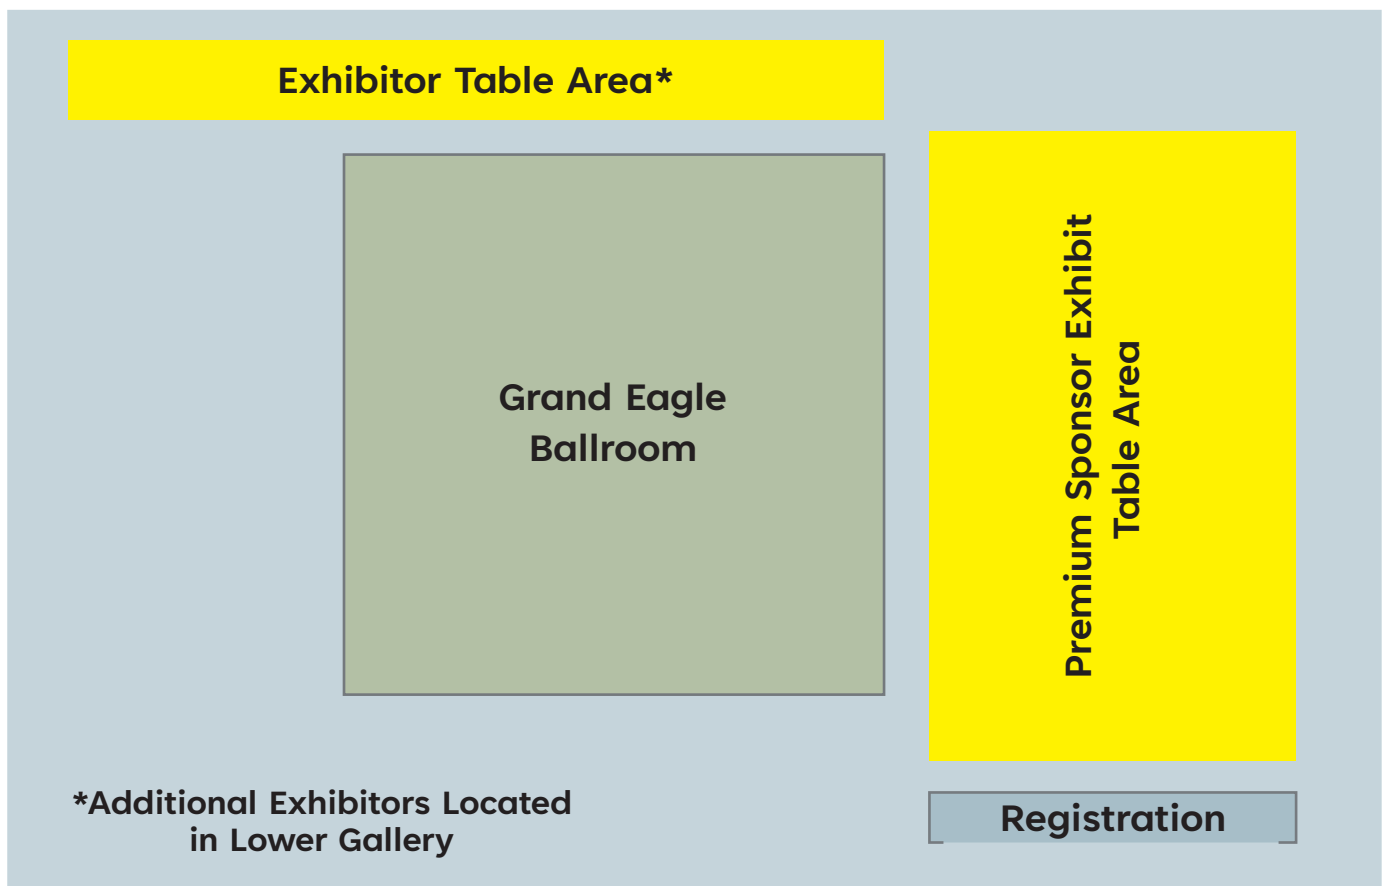 Exhibitor Table Area*
Grand Eagle
Ballroom
Premium Sponsor Exhibit
Table Area
*Additional Exhibitors Located
in Lower Gallery
Registration